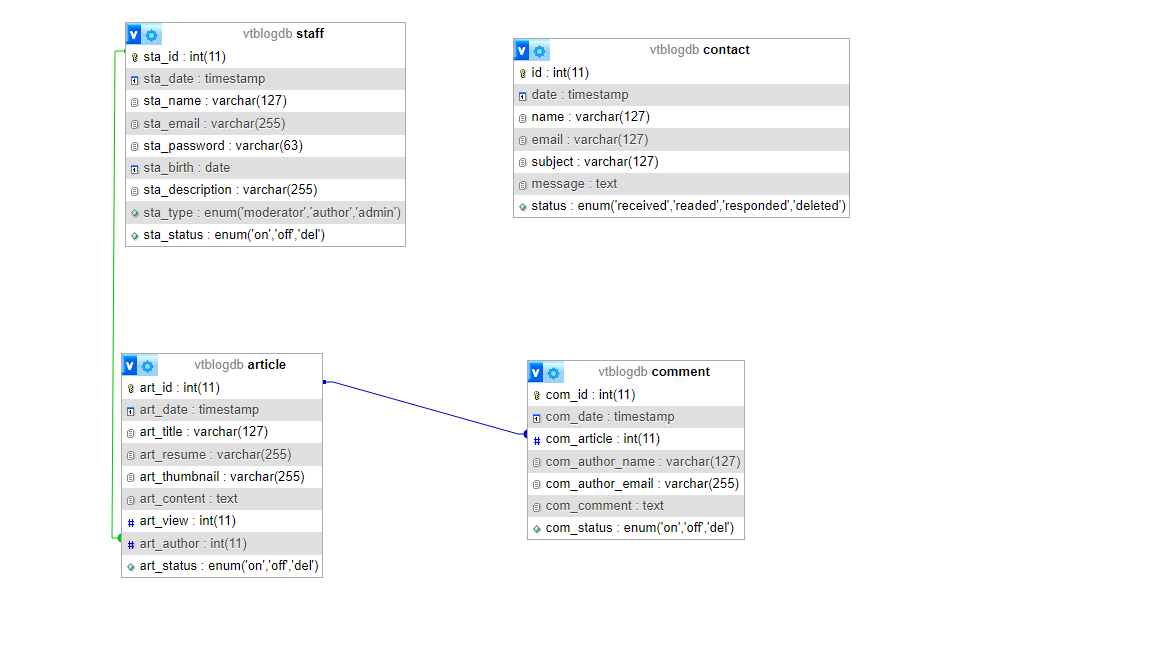 v vtblogdb staff
sta_id : int(11)
sta_date : timestamp
sta_name : varchar(127)
sta_email : varchar(255)
sta_password : varchar(63)
sta_birth : date
sta_description : varchar(255)
sta_type : enum('moderator','author','admin')
sta_status : enum('on','off','del')
v vtblogdb contact
id : int(11)
date : timestamp
name : varchar(127)
email : varchar(127)
subject : varchar(127)
message : text
status : enum('received','readed','responded','deleted')
v vtblogdb article
art_id : int(11)
art_date : timestamp
art_title : varchar(127)
art_resume : varchar(255)
art_thumbnail : varchar(255)
art_content : text
# art_view : int(11)
# art_author : int(11)
art_status : enum('on','off','del')
v vtblogdb comment
com_id : int(11)
com_date : timestamp
# com_article : int(11)
com_author_name : varchar(127)
com_author_email : varchar(255)
com_comment : text
com_status : enum('on','off','del')